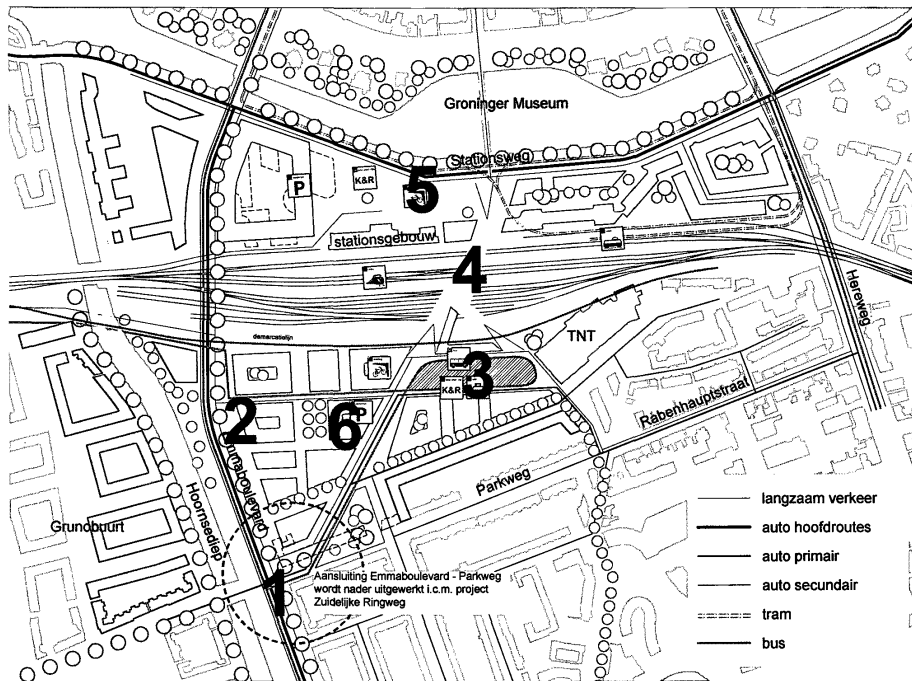 Groninger Museum
Stationsweg
P
K&R
5
stationsgebouw
4
Hereweg
TNT
demarcatielijn
3
K&R
Rabenhauptstraat
2
6
P
Emmaboulevard
Parkweg
Hoornsediep
Grunobuurt
1
Aansluiting Emmaboulevard - Parkweg
wordt nader uitgewerkt i.c.m. project
Zuidelijke Ringweg
langzaam verkeer
auto hoofdroutes
auto primair
auto secundair
tram
bus